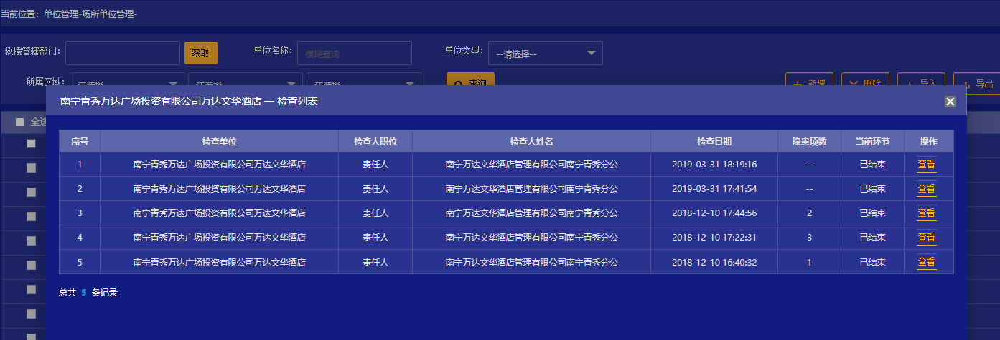 当前位置：单位管理-场所单位管理-
救援管辖部门： 获取 单位名称： 模糊查询 单位类型： --请选择--
所属区域： 请选择 请选择 请选择 查询 新增 删除 导入 导出
南宁青秀万达广场投资有限公司万达文华酒店 — 检查列表
全选
序号 检查单位 检查人职位 检查人姓名 检查日期 隐患项数 当前环节 操作
1 南宁青秀万达广场投资有限公司万达文华酒店 责任人 南宁万达文华酒店管理有限公司南宁青秀分公 2019-03-31 18:19:16 -- 已结束 查看
2 南宁青秀万达广场投资有限公司万达文华酒店 责任人 南宁万达文华酒店管理有限公司南宁青秀分公 2019-03-31 17:41:54 -- 已结束 查看
3 南宁青秀万达广场投资有限公司万达文华酒店 责任人 南宁万达文华酒店管理有限公司南宁青秀分公 2018-12-10 17:44:56 2 已结束 查看
4 南宁青秀万达广场投资有限公司万达文华酒店 责任人 南宁万达文华酒店管理有限公司南宁青秀分公 2018-12-10 17:22:31 3 已结束 查看
5 南宁青秀万达广场投资有限公司万达文华酒店 责任人 南宁万达文华酒店管理有限公司南宁青秀分公 2018-12-10 16:40:32 1 已结束 查看
总共 5 条记录